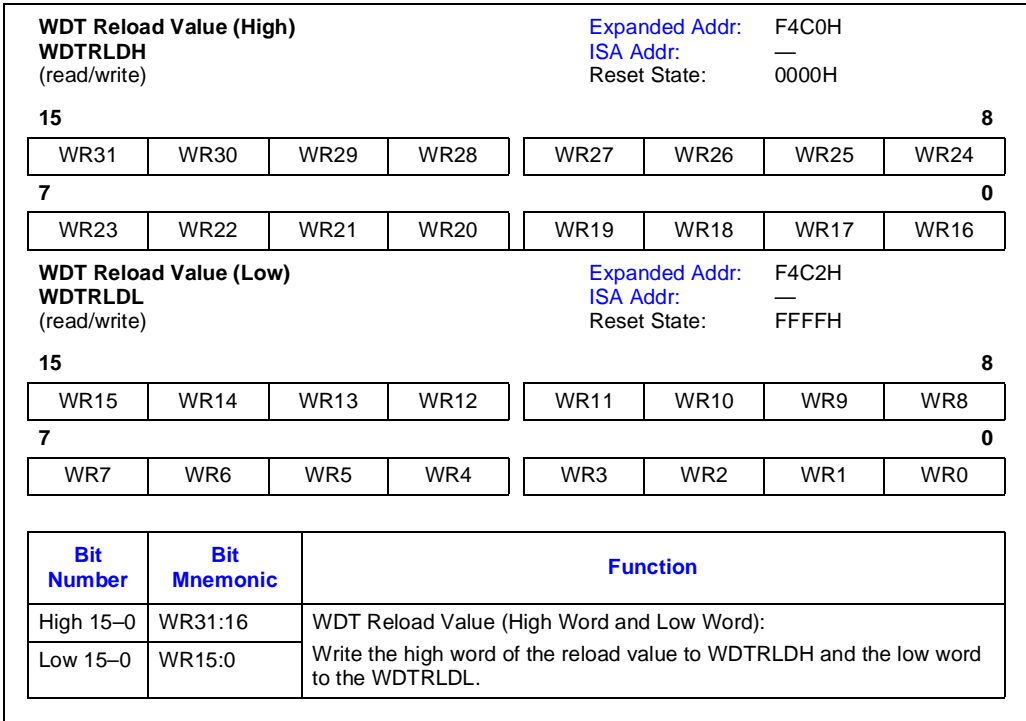 WDT Reload Value (High) Expanded Addr: F4C0H
WDTRLDH ISA Addr: —
(read/write) Reset State: 0000H
15 8
WR31 WR30 WR29 WR28 WR27 WR26 WR25 WR24
7 0
WR23 WR22 WR21 WR20 WR19 WR18 WR17 WR16
WDT Reload Value (Low) Expanded Addr: F4C2H
WDTRLDL ISA Addr: —
(read/write) Reset State: FFFFH
15 8
WR15 WR14 WR13 WR12 WR11 WR10 WR9 WR8
7 0
WR7 WR6 WR5 WR4 WR3 WR2 WR1 WR0
Bit Number Bit Mnemonic Function
High 15–0 WR31:16 WDT Reload Value (High Word and Low Word):
Low 15–0 WR15:0 Write the high word of the reload value to WDTRLDH and the low word
to the WDTRLDL.